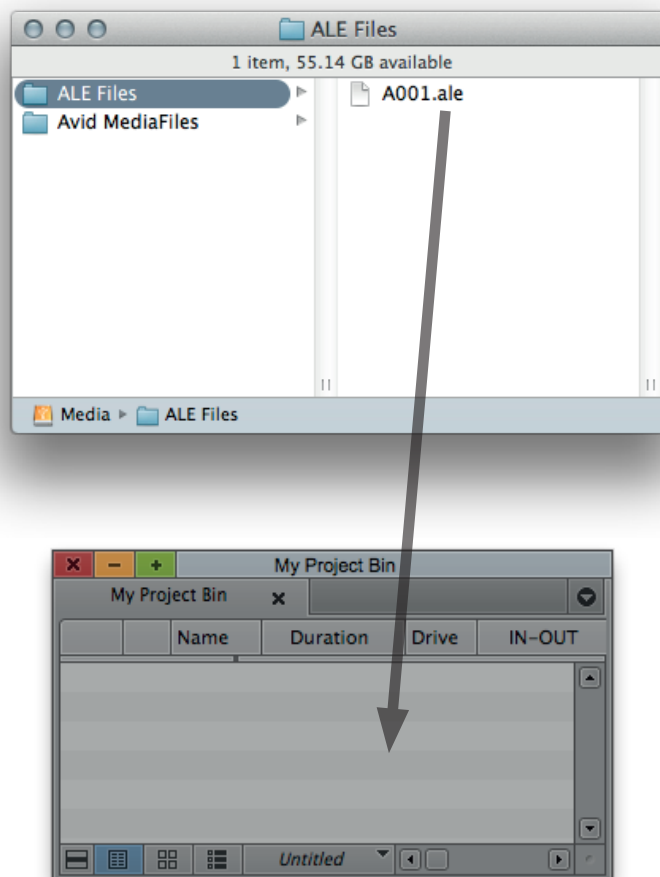 ALE Files
1 item, 55.14 GB available
ALE Files
A001.ale
Avid MediaFiles
Media ALE Files
My Project Bin
My Project Bin
Name Duration Drive IN-OUT
Untitled